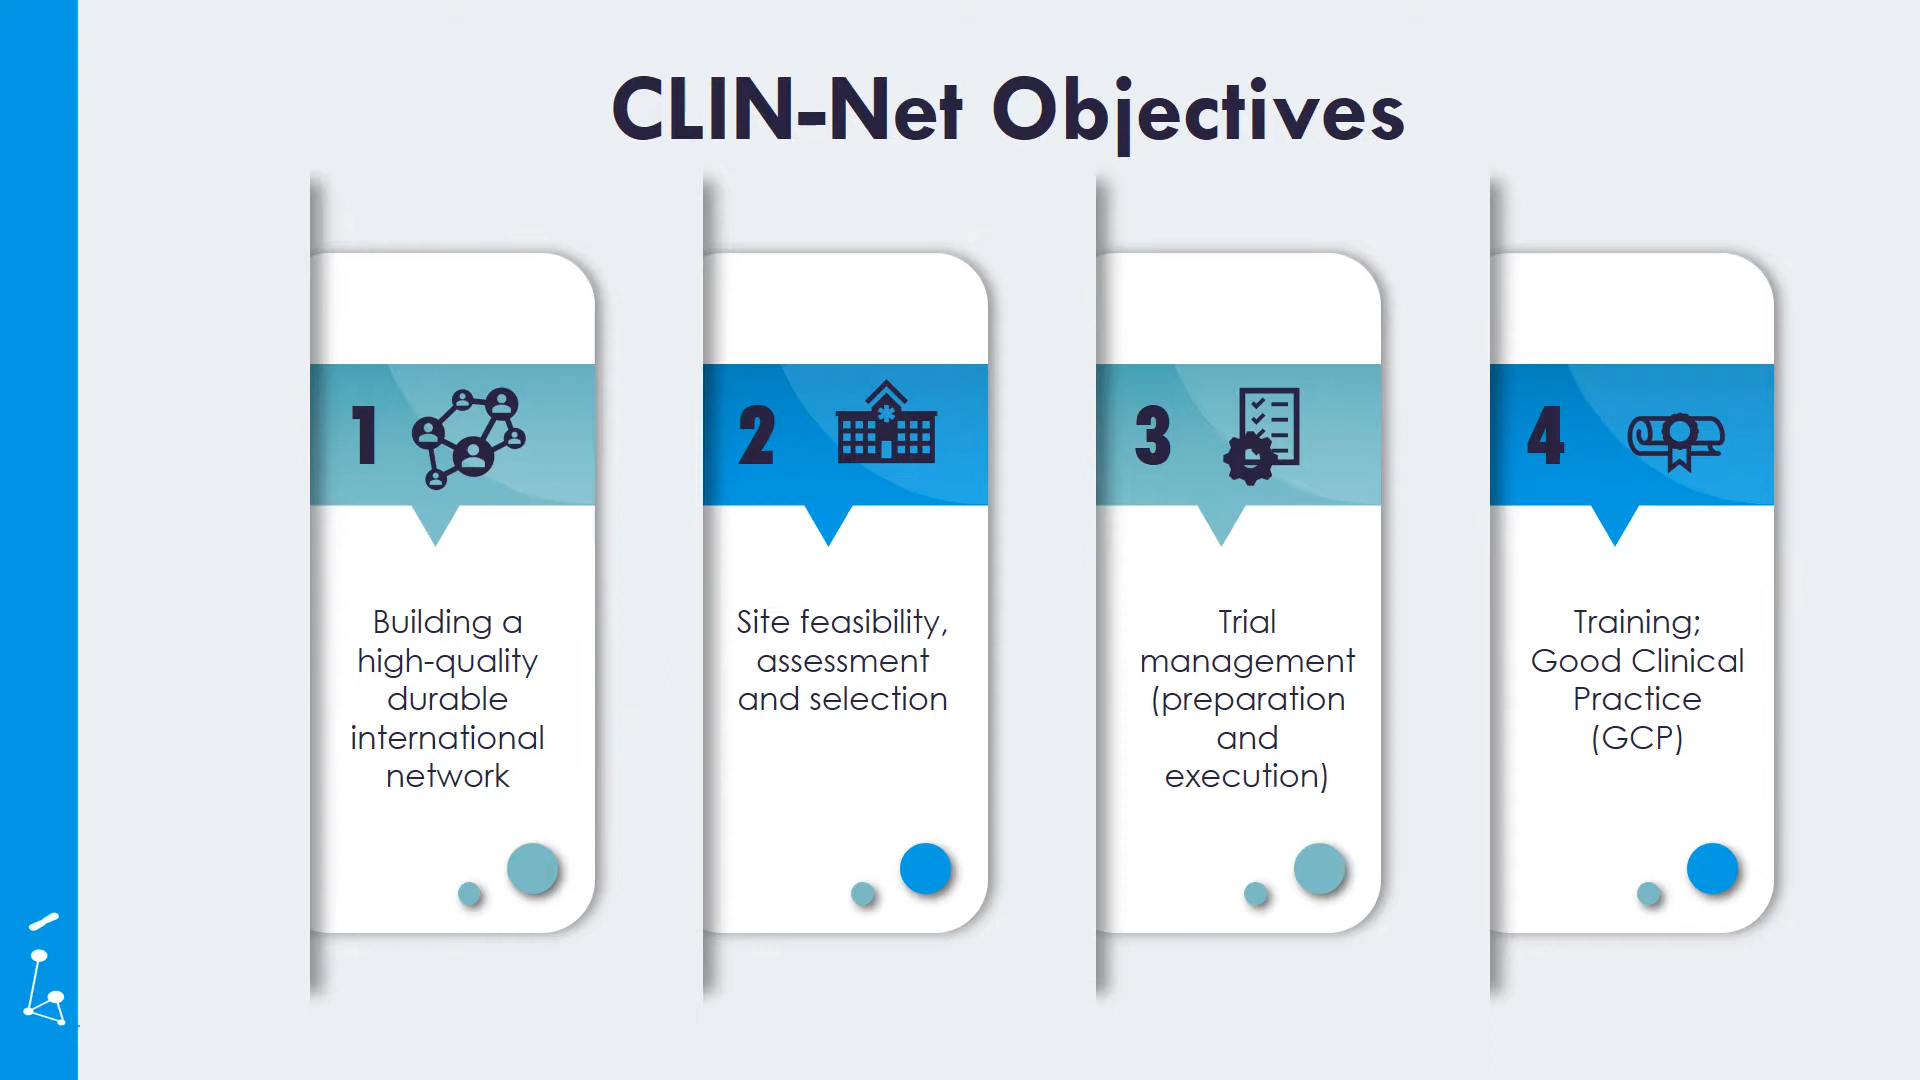 CLIN-Net Objectives
1
Building a
high-quality
durable
international
network
2
Site feasibility,
assessment
and selection
3
Trial
management
(preparation
and
execution)
4
Training;
Good Clinical
Practice
(GCP)